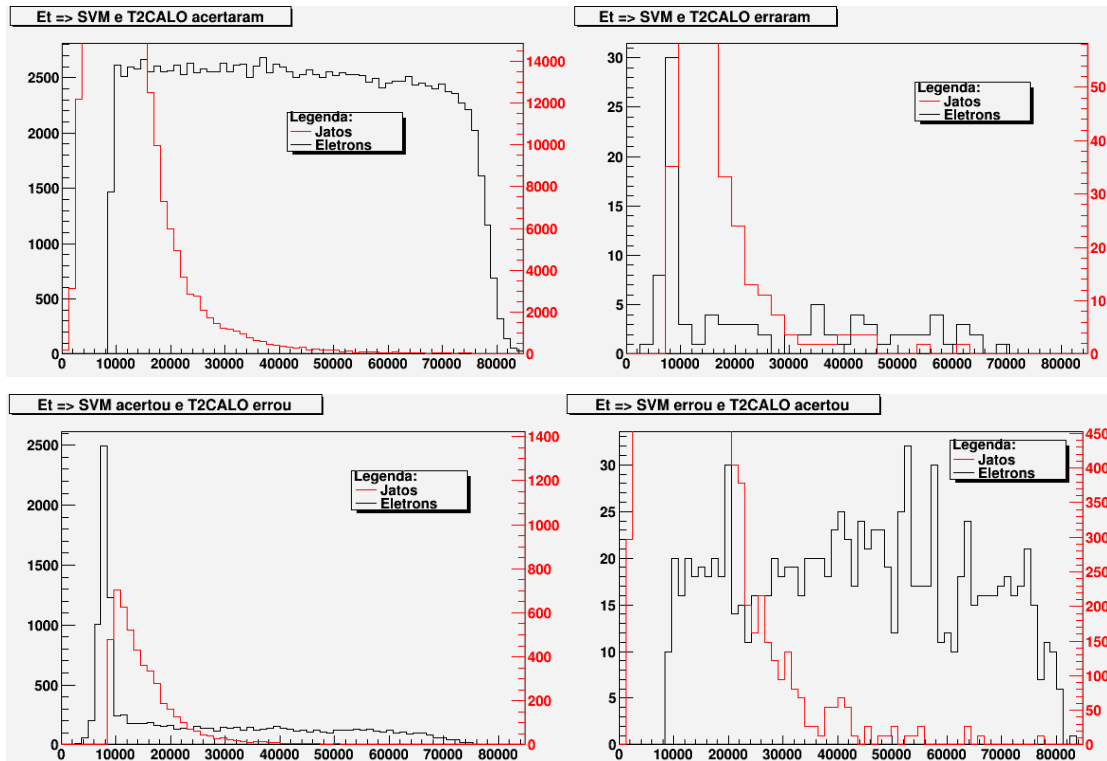 Et => SVM e T2CALO acertaram
2500
2000
1500
1000
500
0
14000
12000
10000
8000
6000
4000
2000
0
Legenda:
Jatos
Eletrons
0 10000 20000 30000 40000 50000 60000 70000 80000
Et => SVM e T2CALO erraram
30
25
20
15
10
5
0
50
40
30
20
10
0
Legenda:
Jatos
Eletrons
0 10000 20000 30000 40000 50000 60000 70000 80000
Et => SVM acertou e T2CALO errou
2500
2000
1500
1000
500
0
1400
1200
1000
800
600
400
200
0
Legenda:
Jatos
Eletrons
0 10000 20000 30000 40000 50000 60000 70000 80000
Et => SVM errou e T2CALO acertou
30
25
20
15
10
5
0
450
400
350
300
250
200
150
100
50
0
Legenda:
Jatos
Eletrons
0 10000 20000 30000 40000 50000 60000 70000 80000